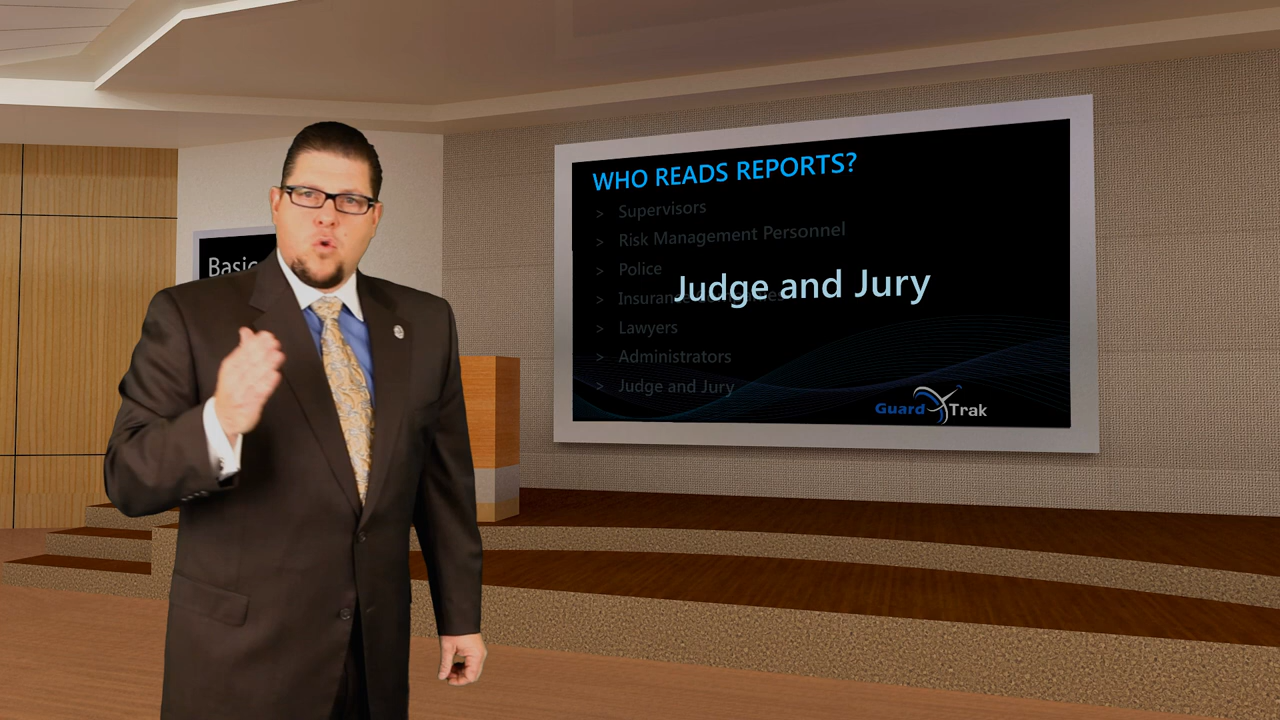 Basic
WHO READS REPORTS?
> Supervisors
> Risk Management Personnel
> Police
Judge and Jury
> Lawyers
> Administrators
> Judge and Jury
Guard Trak